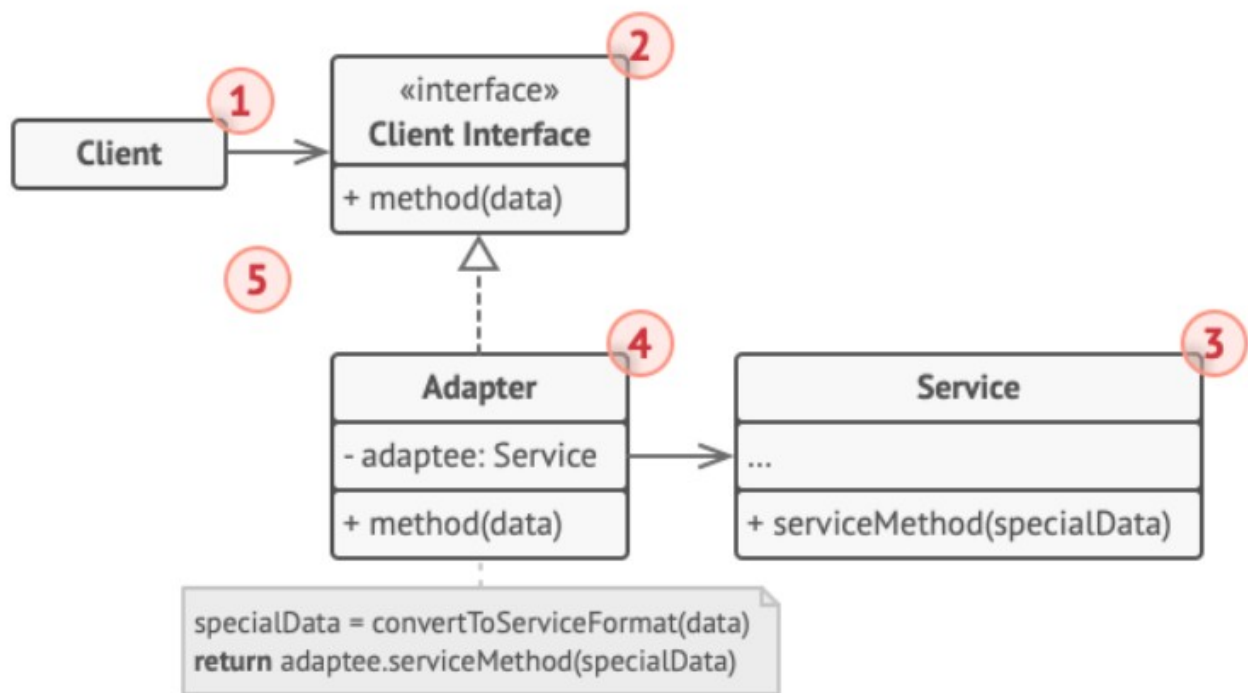 1
Client
2
«interface»
Client Interface
+ method(data)
5
4
Adapter
- adaptee: Service
+ method(data)
3
Service
...
+ serviceMethod(specialData)
specialData = convertToServiceFormat(data)
return adaptee.serviceMethod(specialData)